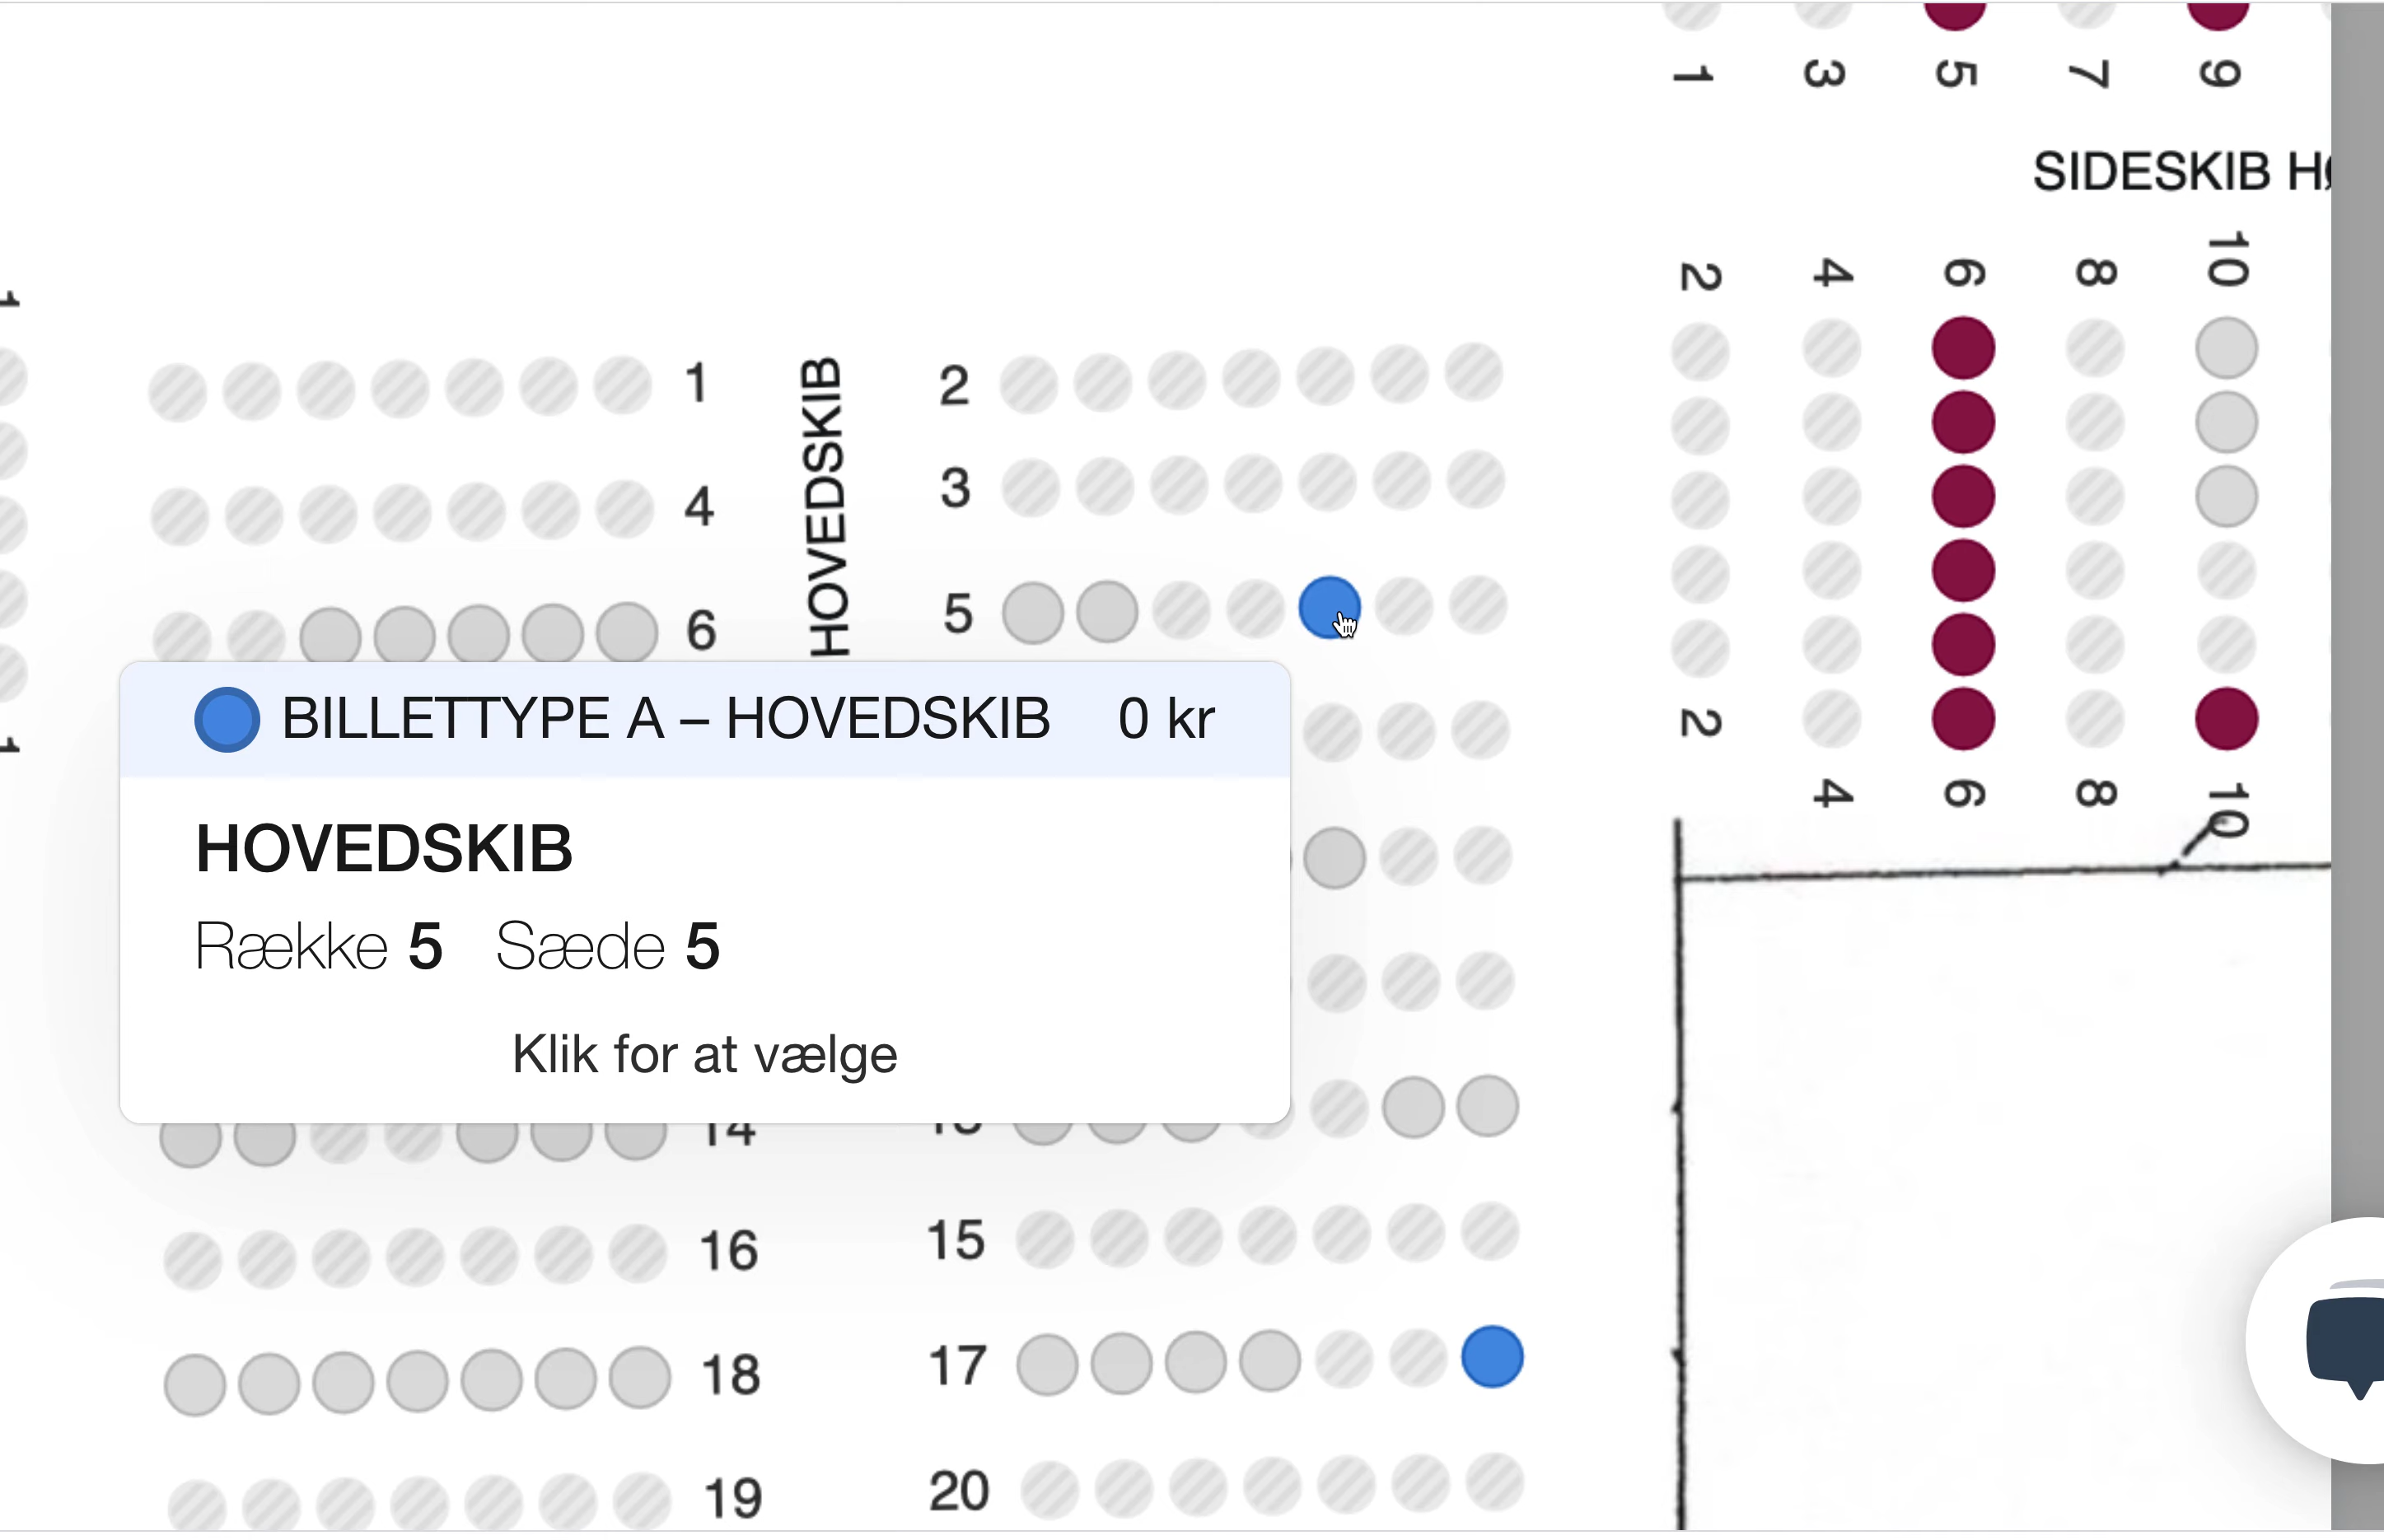 1 3 5 7 9
SIDESKIB
2 4 6 8 10
1
1 2
HOVEDSKIB
3
4
6 5
2
BILLETTYPE A – HOVEDSKIB 0 kr
1
4 6 8 10
HOVEDSKIB
Række 5 Sæde 5
Klik for at vælge
14
16 15
18 17
19 20